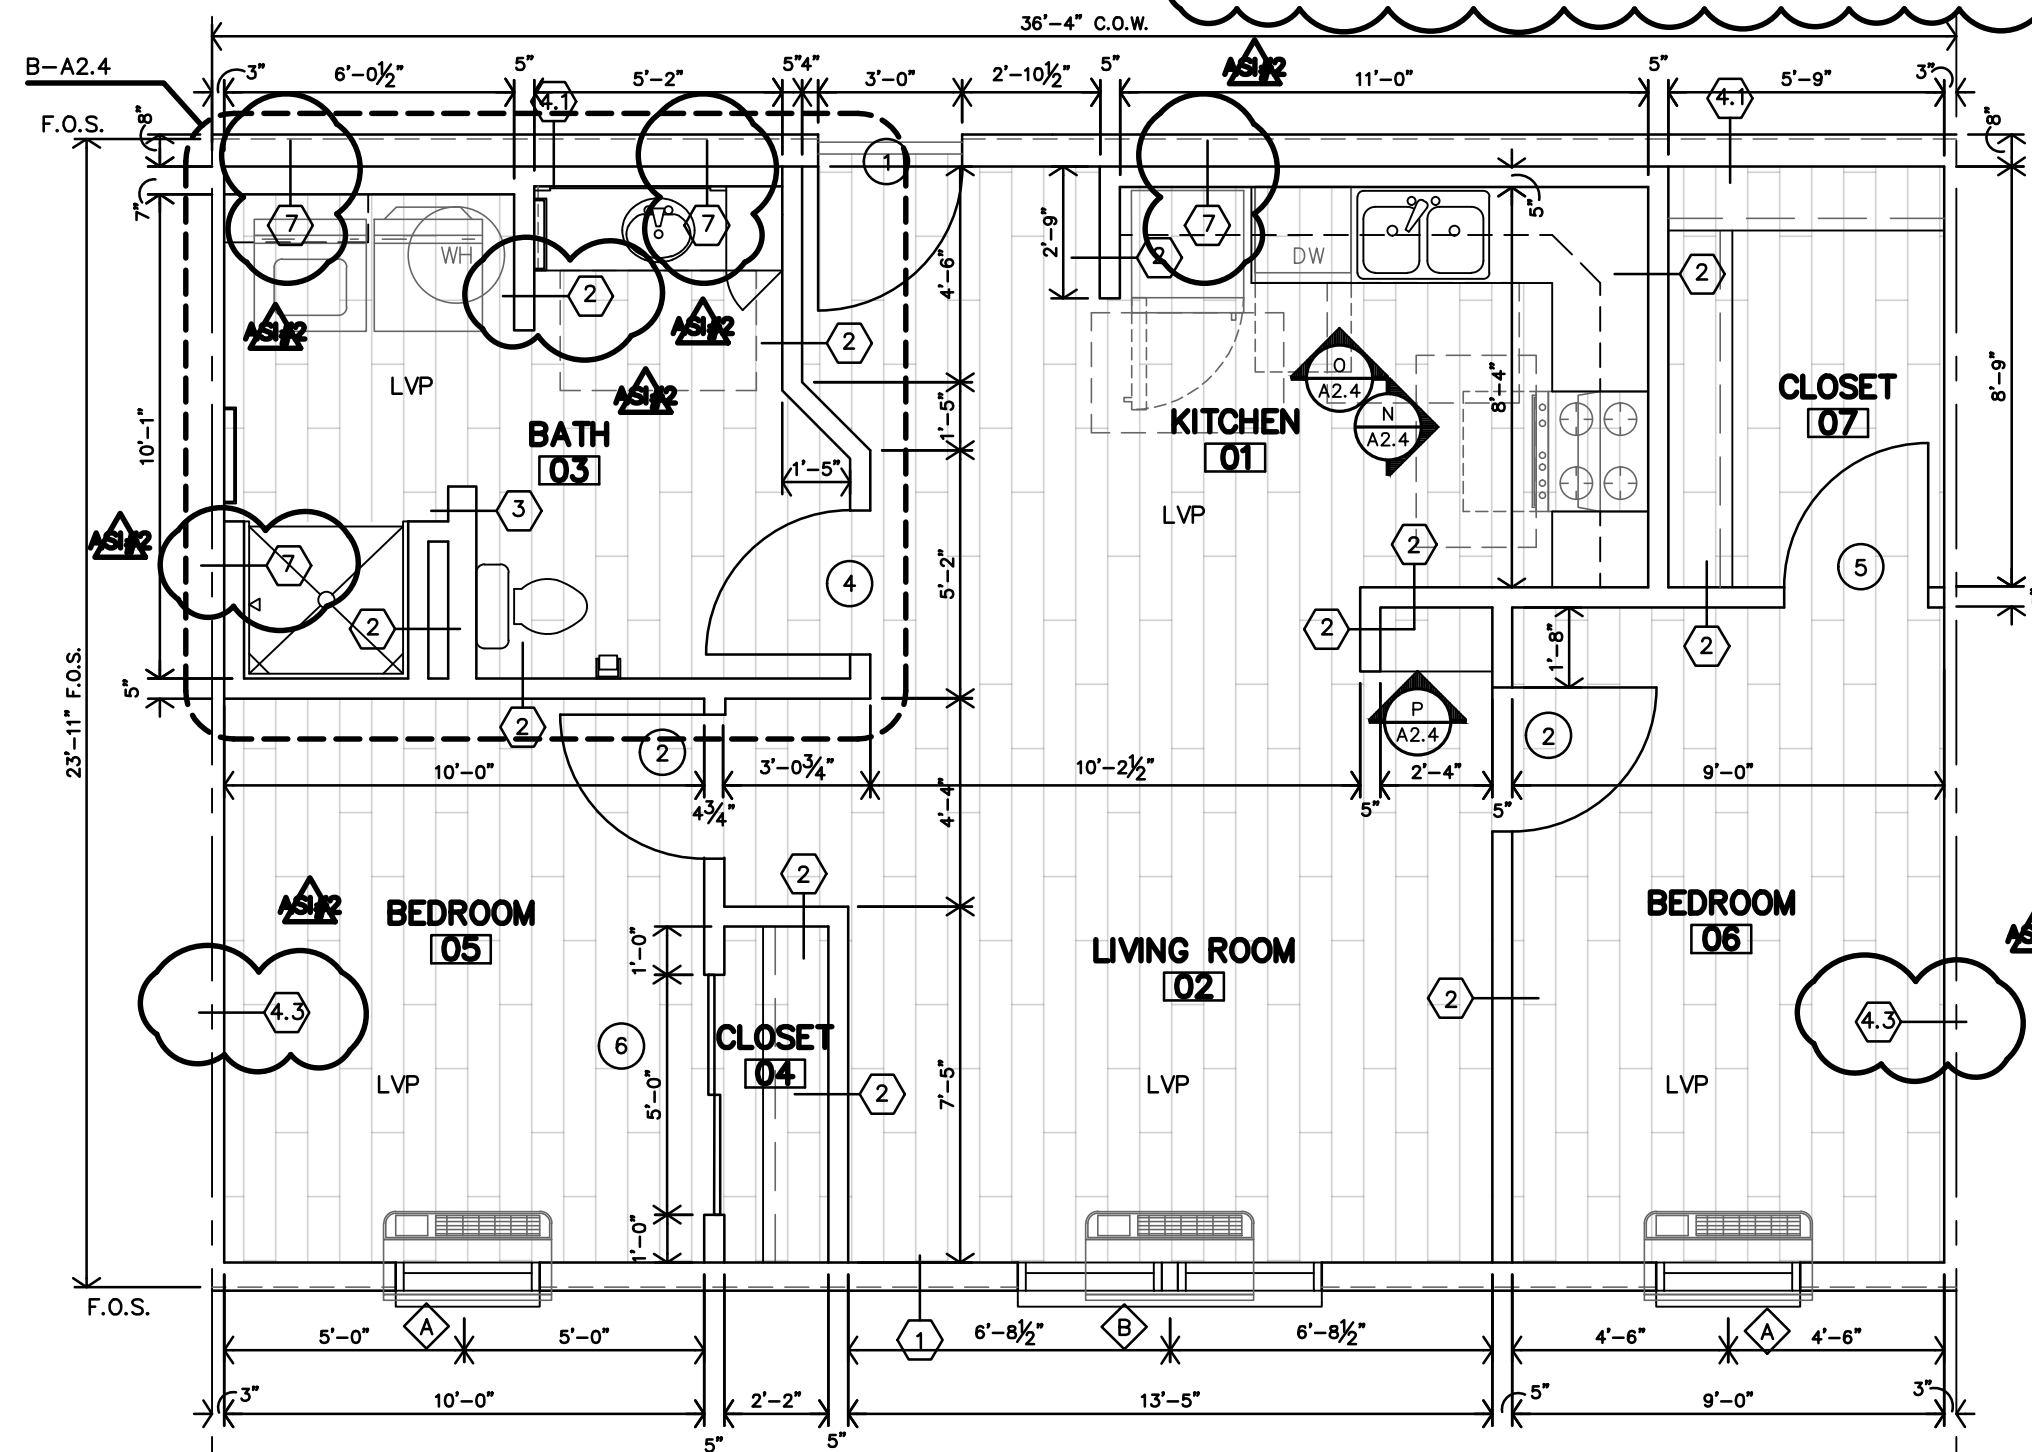 36'-4" C.O.W.
B-A2.4
3"
6'-0½"
5"
5'-2"
5"
4"
3'-0"
2'-10½"
5"
ASI#2
11'-0"
5"
5'-9"
3"
4.1
4.1
F.O.S.
8"
8"
1
7"
7
7
7
5"
2'-9"
WH
DW
2
2
2
4'-6"
ASI#2
ASI#2
2
8'-9"
LVP
ASI#2
O
A2.4
8'-4"
CLOSET
07
1'-5"
N
A2.4
KITCHEN
01
10'-1"
BATH
03
1'-5"
3
LVP
ASI#2
2
7
4
5'-2"
5
2
2
2
1'-8"
5"
23'-11" F.O.S.
2
2
P
A2.4
2
10'-0"
3'-0¾"
10'-2½"
2'-4"
9'-0"
4¾"
4'-4"
5"
5"
2
ASI#2
BEDROOM
05
BEDROOM
06
1'-0"
LIVING ROOM
02
2
4.3
4.3
6
CLOSET
04
LVP
5'-0"
2
7'-5"
LVP
LVP
1'-0"
F.O.S.
5'-0"
A
5'-0"
1
6'-8½"
B
6'-8½"
4'-6"
A
4'-6"
3"
10'-0"
2'-2"
13'-5"
5"
9'-0"
3"
5"
5"